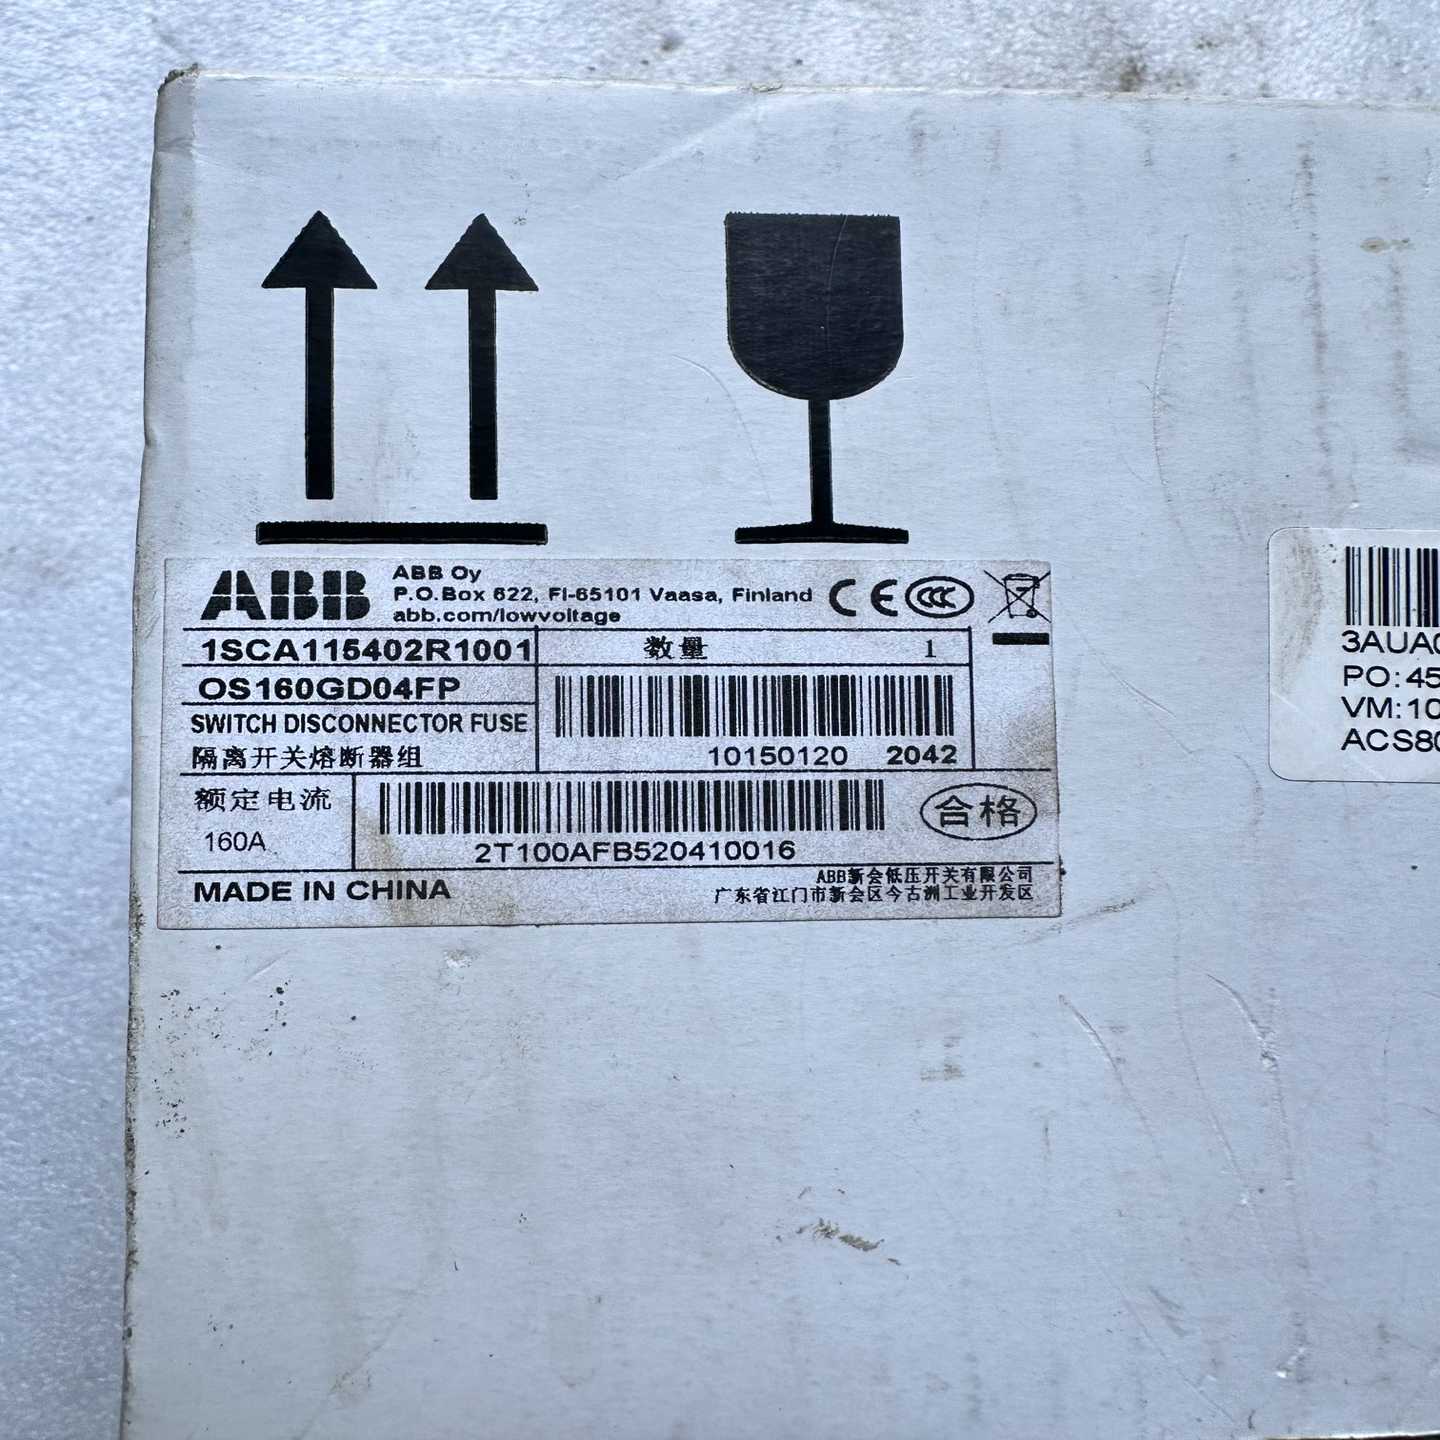 ABB
ABB Oy
P.O.Box 622, FI-65101 Vaasa, Finland
abb.com/lowvoltage
CE CCC
1SCA115402R1001
数量 1
OS160GD04FP
SWITCH DISCONNECTOR FUSE
隔离开关熔断器组
10150120 2042
额定电流
160A
2T100AFB520410016
合格
MADE IN CHINA
ABB新会低压开关有限公司
广东省江门市新会区今古洲工业开发区
3AUA0
PO:45
VM:10
ACS80